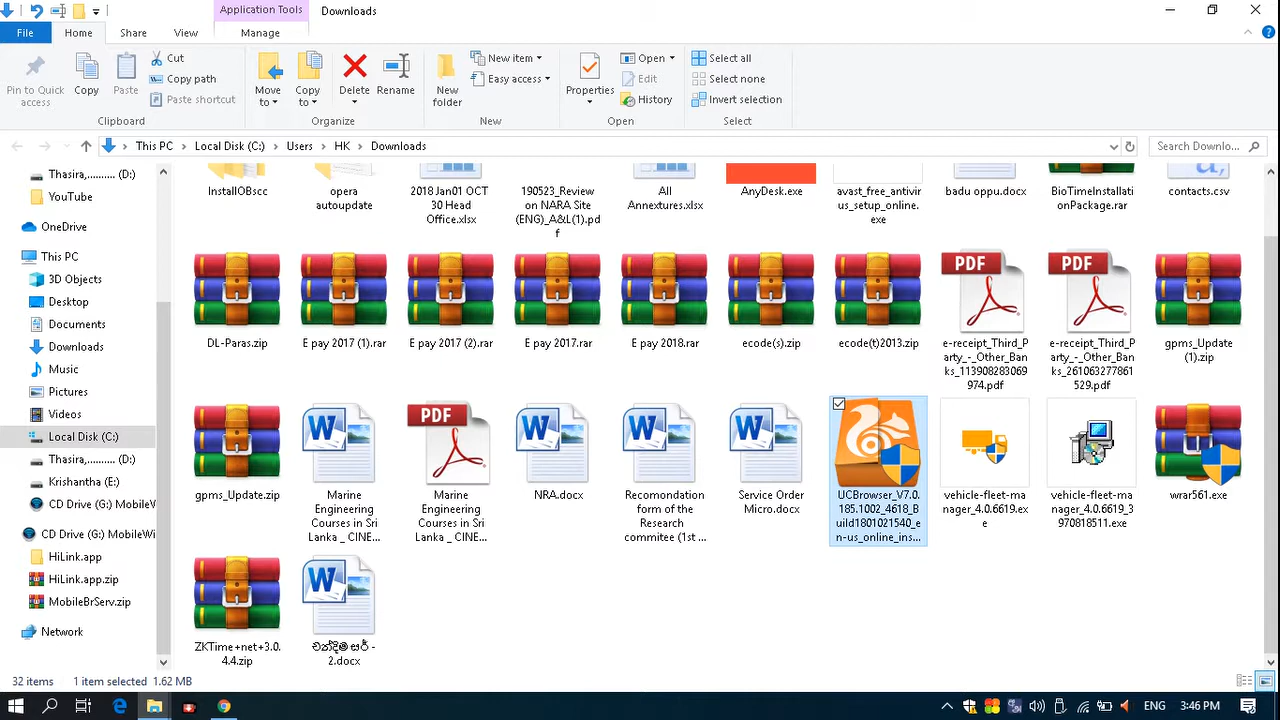 Application Tools
Downloads
File
Home
Share
View
Manage
Pin to Quick
access
Copy
Paste
Cut
Copy path
Paste shortcut
Clipboard
Move
to
Copy
to
Delete
Rename
Organize
New
folder
New item
Easy access
New
Properties
Open
Edit
History
Open
Select all
Select none
Invert selection
Select
This PC
Local Disk (C:)
Users
HK
Downloads
Search Downlo...
Thasira,.......... (D:)
YouTube
OneDrive
This PC
3D Objects
Desktop
Documents
Downloads
Music
Pictures
Videos
Local Disk (C:)
Thasira,.......... (D:)
Krishanta (E:)
CD Drive (G:) MobileWi
CD Drive (G:) MobileWi
HiLink.app
HiLink.app.zip
Network
InstallOBscc
opera
autoupdate
2018 Jan01 OCT
30 Head
Office.xlsx
190523_Review
on NARA Site
(ENG)_A&L(1).pd
f
All
Annextures.xlsx
AnyDesk.exe
avast_free_antivir
us_setup_online.
exe
badu oppu.docx
BioTimeInstallati
onPackage.rar
contacts.csv
DL-Paras.zip
E pay 2017 (1).rar
E pay 2017 (2).rar
E pay 2017.rar
E pay 2018.rar
ecode(s).zip
ecode(t)2013.zip
PDF
e-receipt_Third_P
arty_-_Other_Ban
ks_113908283069
974.pdf
PDF
e-receipt_Third_P
arty_-_Other_Ban
ks_261063277861
529.pdf
gpms_Update
(1).zip
gpms_Update.zip
Marine
Engineering
Courses in Sri
Lanka _ CINE...
PDF
Marine
Engineering
Courses in Sri
Lanka _ CINE...
NRA.docx
Recomondation
form of the
Research
commitee (1st ...
Service Order
Micro.docx
UCBrowser_V7.0.
185.1002_4618_B
uild1801021540_e
n-us_online_ins...
vehicle-fleet-ma
nager_4.0.6619.ex
e
vehicle-fleet-ma
nager_4.0.6619_3
970818511.exe
wrar561.exe
ZKTime+net+3.0.
4.4.zip
2.docx
32 items
1 item selected 1.62 MB
ENG
3:46 PM